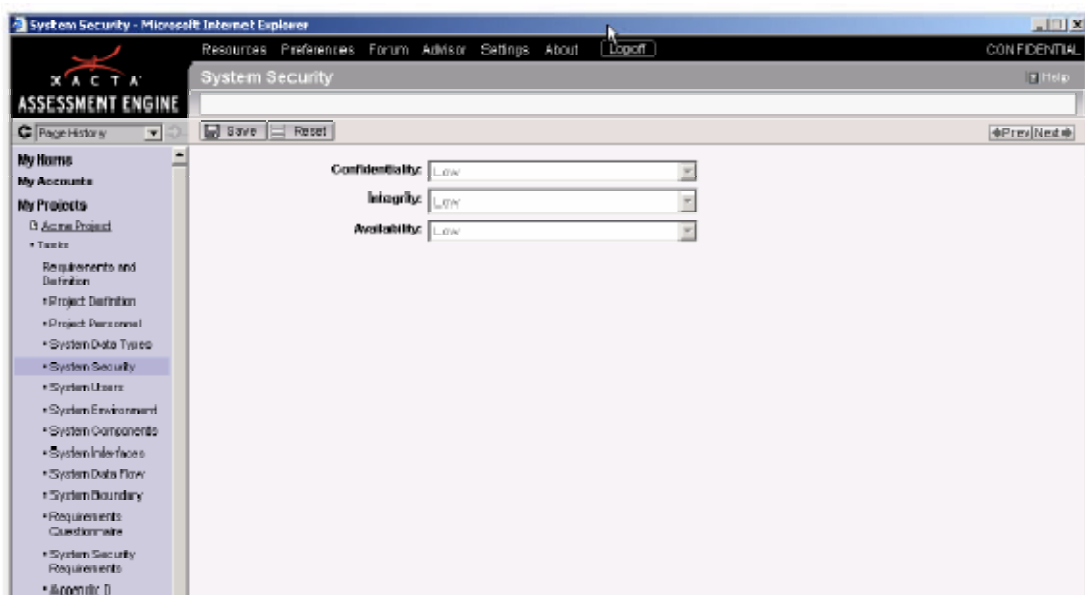 System Security - Microsoft Internet Explorer
Resources Preferences Forum Advisor Settings About Logoff CONFIDENTIAL
XACTA
ASSESSMENT ENGINE
System Security Help
Page History Save Reset Prev Next
My Home
My Accounts
My Projects
Acme Project
Tasks
Requirements and
Definition
Project Definition
Project Personnel
System Data Types
System Security
System Users
System Environment
System Components
System Interfaces
System Data Flow
System Boundary
Requirements
Questionnaire
System Security
Requirements
Appendix D
Confidentiality: Low
Integrity: Low
Availability: Low